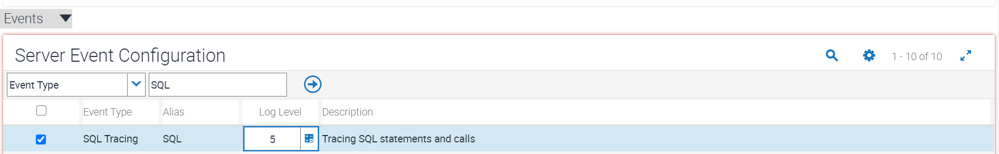 Events
Server Event Configuration
1 - 10 of 10
Event Type SQL
Event Type Alias Log Level Description
SQL Tracing SQL 5 Tracing SQL statements and calls